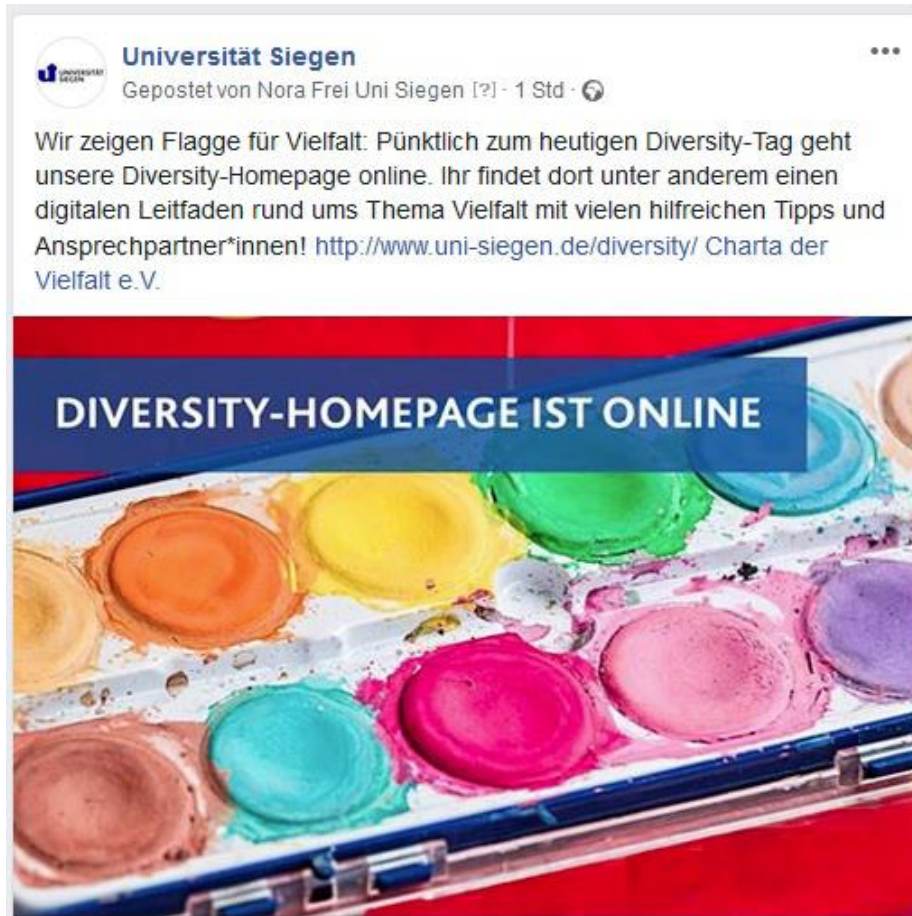 UNIVERSITÄT
SIEGEN
Universität Siegen
Gepostet von Nora Frei Uni Siegen [?] · 1 Std ·
Wir zeigen Flagge für Vielfalt: Pünktlich zum heutigen Diversity-Tag geht
unsere Diversity-Homepage online. Ihr findet dort unter anderem einen
digitalen Leitfaden rund ums Thema Vielfalt mit vielen hilfreichen Tipps und
Ansprechpartner*innen! http://www.uni-siegen.de/diversity/ Charta der
Vielfalt e.V.
DIVERSITY-HOMEPAGE IST ONLINE